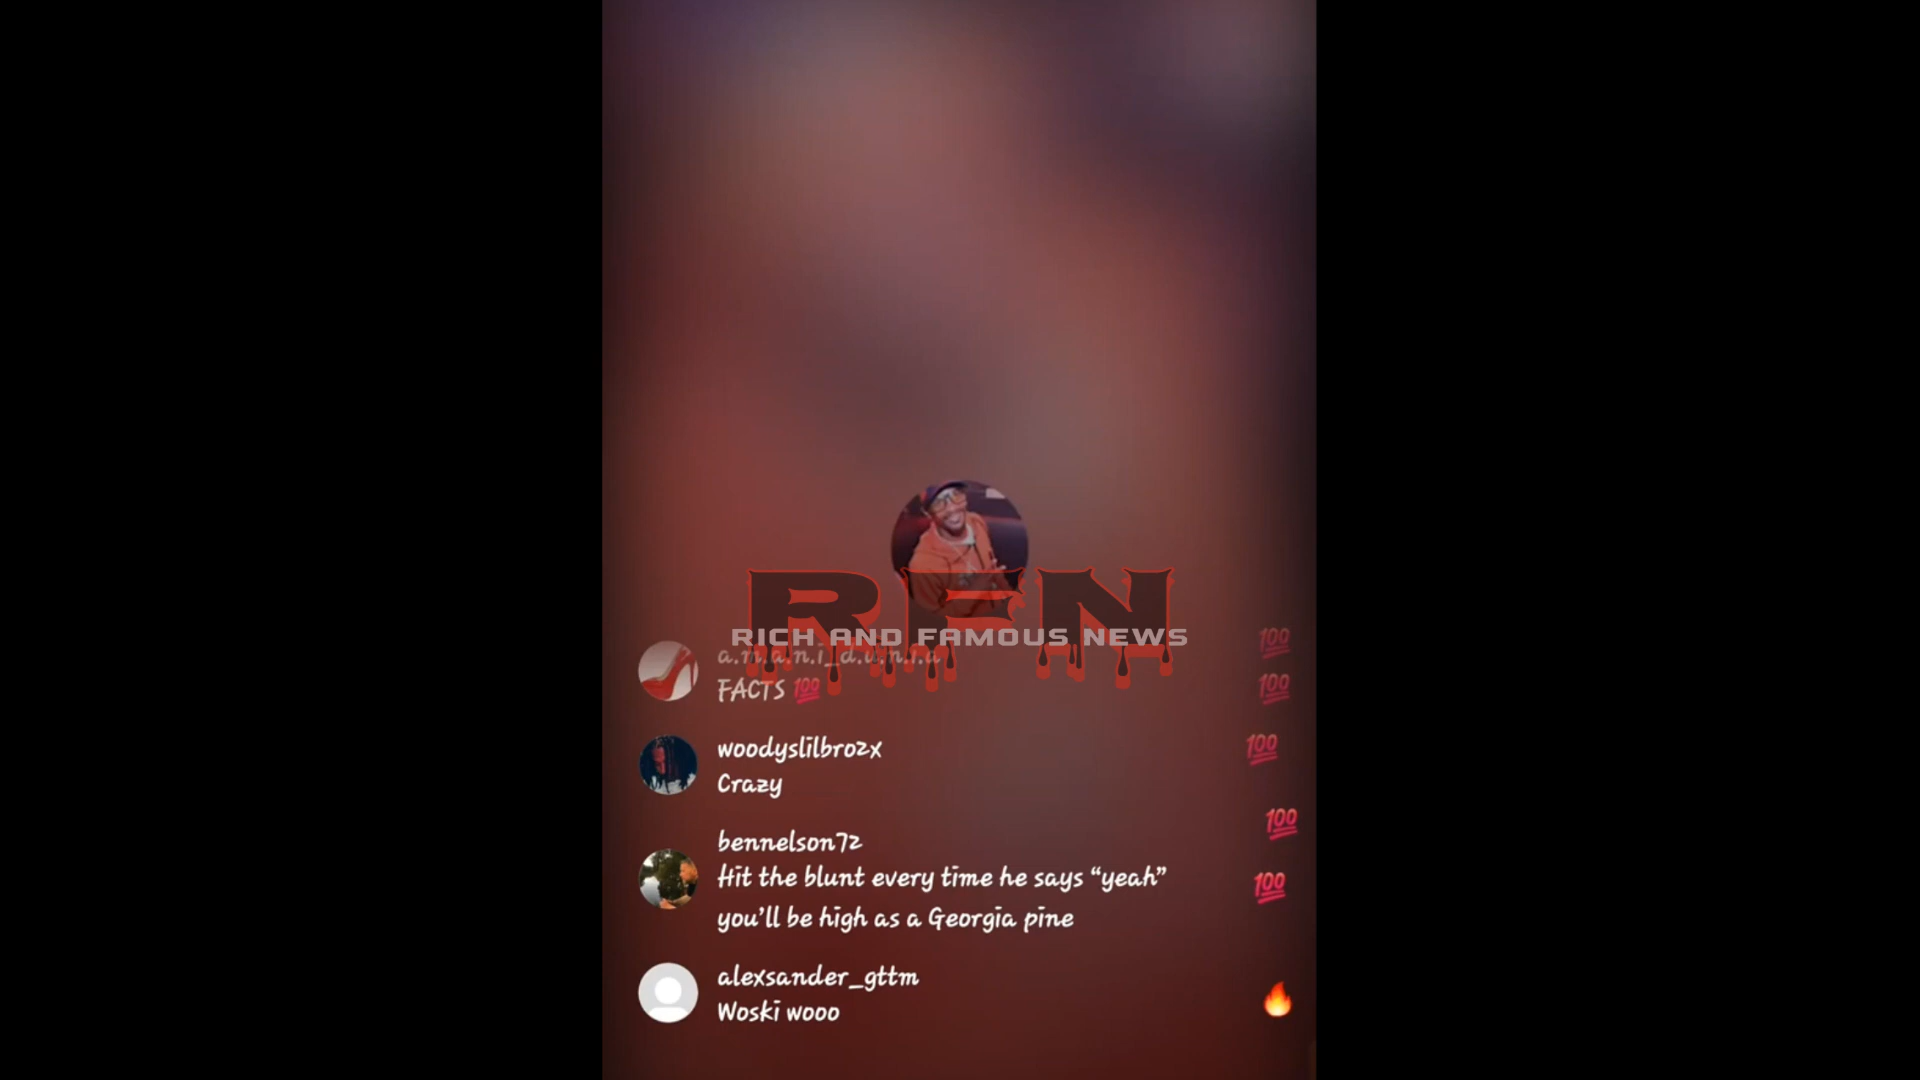 RFN
RICH AND FAMOUS NEWS
a.m.a.n.i_d.u.n.i.a
FACTS 💯
woodyslilbro2x
Crazy
bennelson72
Hit the blunt every time he says “yeah”
you’ll be high as a Georgia pine
alexsander_gttm
Woski wooo
💯
💯
💯
💯
💯